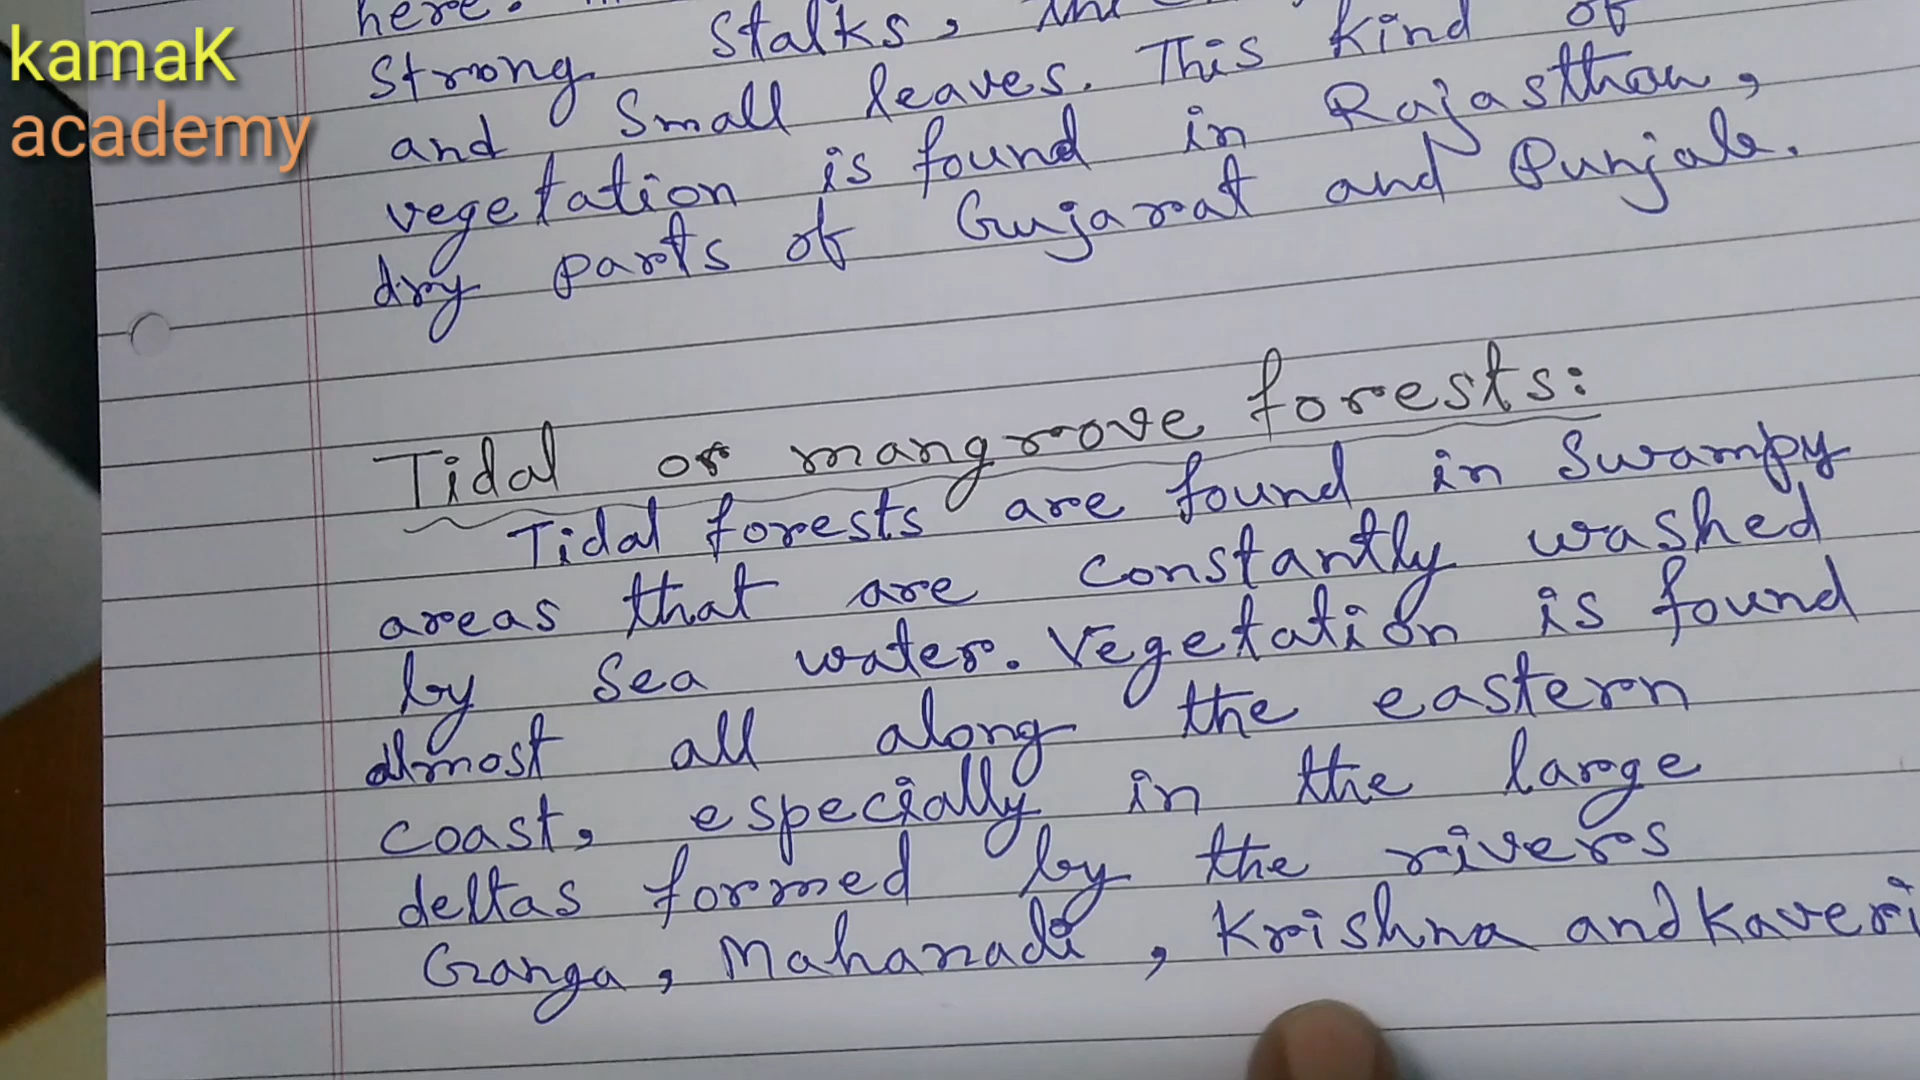 kamaK
academy
here.
strong stalks,
and small leaves. This kind of
vegetation is found in Rajasthan,
dry parts of Gujarat and Punjab.
Tidal or mangrove forests:
Tidal forests are found in swampy
areas that are constantly washed
by sea water. Vegetation is found
almost all along the eastern
coast, especially in the large
deltas formed by the rivers
Ganga, Mahanadi, Krishna and Kaveri